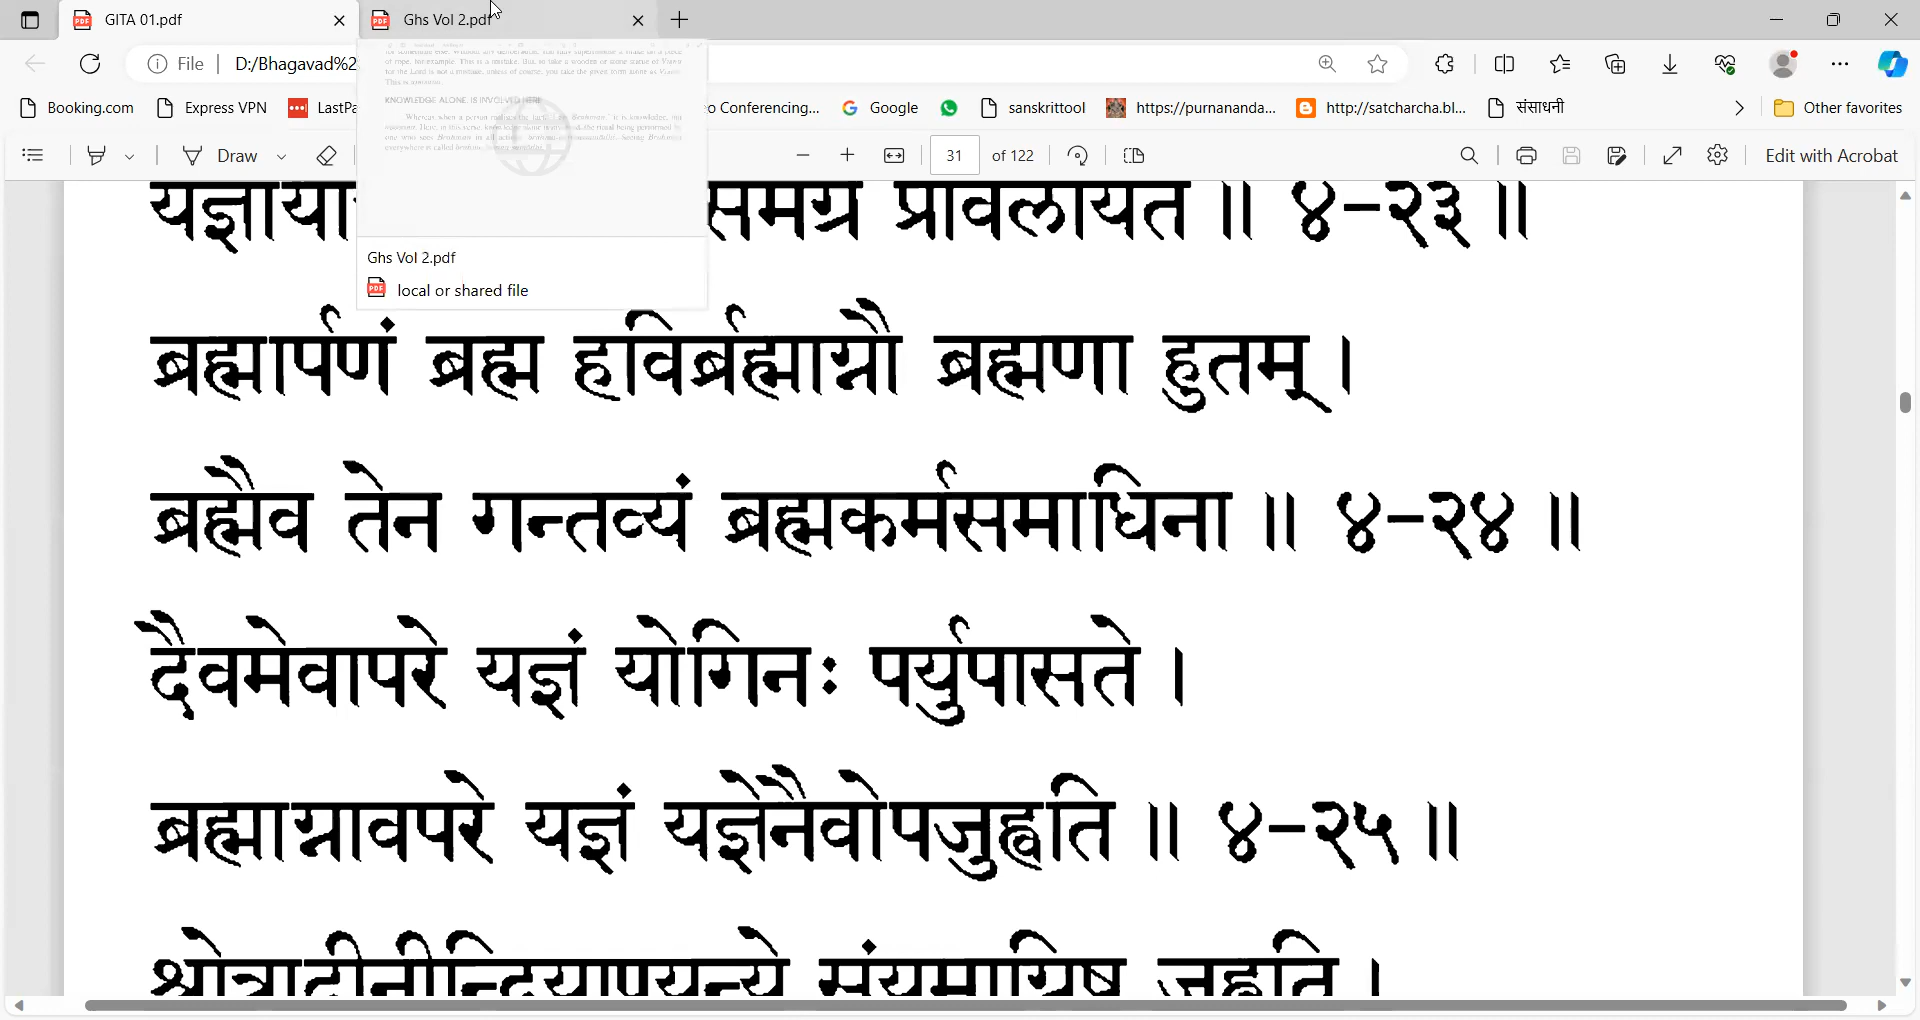 GITA 01.pdf
Ghs Vol 2.pdf
File
D:/Bhagavad%2
Booking.com
Express VPN
LastPa
o Conferencing...
Google
sanskrittool
https://purnananda...
http://satcharcha.bl...
संसाधनी
Other favorites
Draw
31 of 122
Edit with Acrobat
KNOWLEDGE ALONE IS INVOLVED HERE
Ghs Vol 2.pdf
local or shared file
समग्रं प्रविलीयते ॥ ४-२३ ॥
ब्रह्मार्पणं ब्रह्म हविर्ब्रह्माग्नौ ब्रह्मणा हुतम् ।
ब्रह्मैव तेन गन्तव्यं ब्रह्मकर्मसमाधिना ॥ ४-२४ ॥
दैवमेवापरे यज्ञं योगिनः पर्युपासते ।
ब्रह्माग्नावपरे यज्ञं यज्ञेनैवोपजुह्वति ॥ ४-२५ ॥
श्रोत्रादीनीन्द्रियाण्यन्ये संयमाग्निषु जुह्वति ।